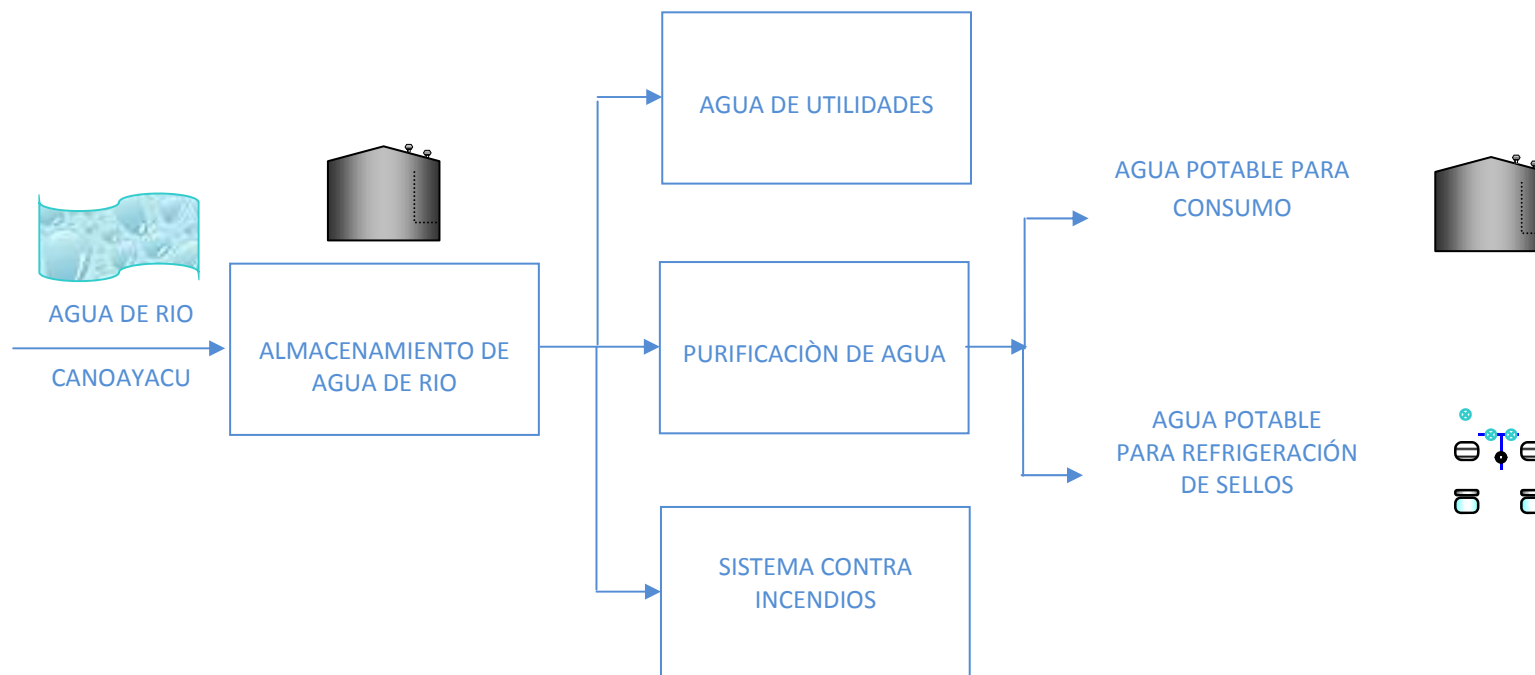 AGUA DE RIO
CANOAYACU
ALMACENAMIENTO DE
AGUA DE RIO
AGUA DE UTILIDADES
PURIFICACIÒN DE AGUA
SISTEMA CONTRA
INCENDIOS
AGUA POTABLE PARA
CONSUMO
AGUA POTABLE
PARA REFRIGERACIÓN
DE SELLOS